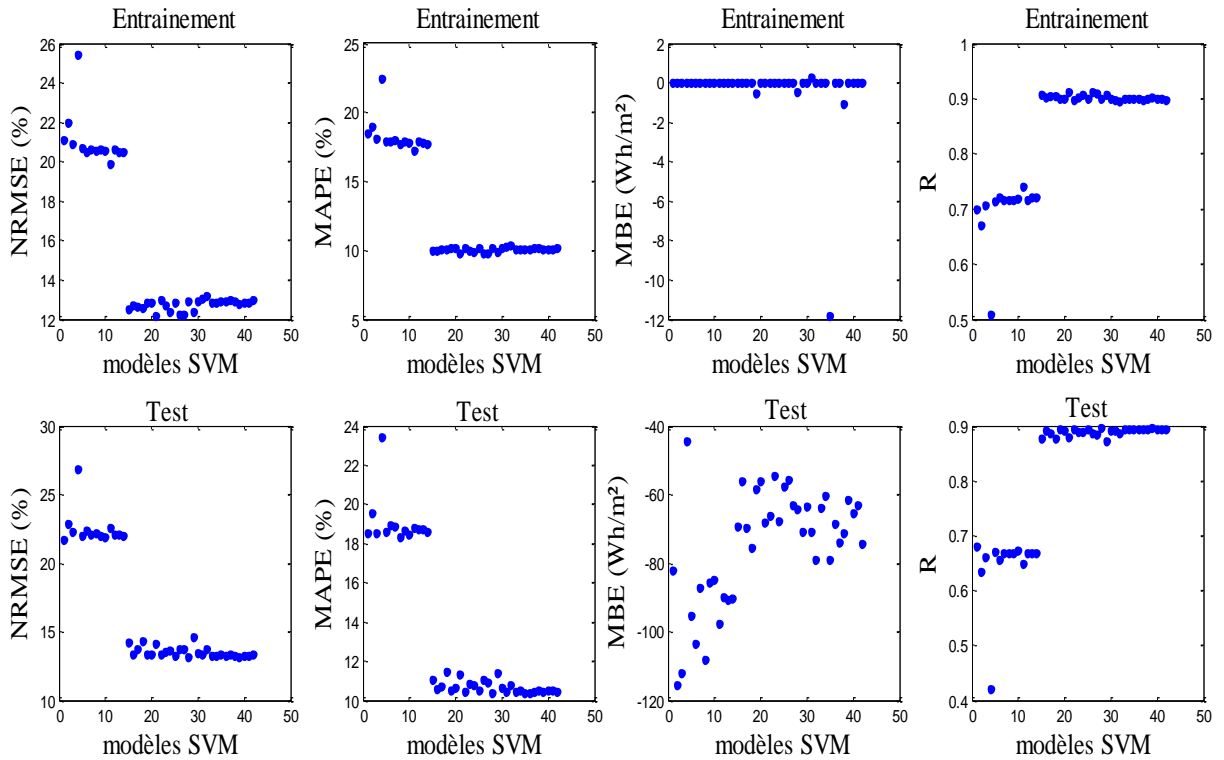 Entrainement
NRMSE (%)
26
24
22
20
18
16
14
12
0 10 20 30 40 50
modèles SVM
Entrainement
MAPE (%)
25
20
15
10
5
0 10 20 30 40 50
modèles SVM
Entrainement
MBE (Wh/m²)
2
0
-2
-4
-6
-8
-10
-12
0 10 20 30 40 50
modèles SVM
Entrainement
R
1
0.9
0.8
0.7
0.6
0.5
0 10 20 30 40 50
modèles SVM
Test
NRMSE (%)
30
25
20
15
10
0 10 20 30 40 50
modèles SVM
Test
MAPE (%)
24
22
20
18
16
14
12
10
0 10 20 30 40 50
modèles SVM
Test
MBE (Wh/m²)
-40
-60
-80
-100
-120
0 10 20 30 40 50
modèles SVM
Test
R
0.9
0.8
0.7
0.6
0.5
0.4
0 10 20 30 40 50
modèles SVM